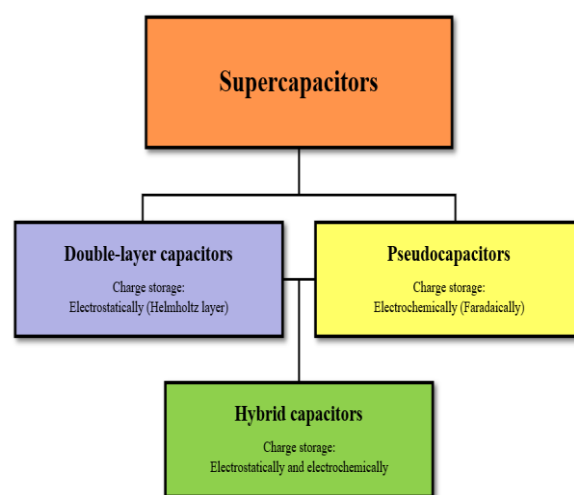 Supercapacitors
Double-layer capacitors
Charge storage:
Electrostatically (Helmholtz layer)
Pseudocapacitors
Charge storage:
Electrochemically (Faradaically)
Hybrid capacitors
Charge storage:
Electrostatically and electrochemically